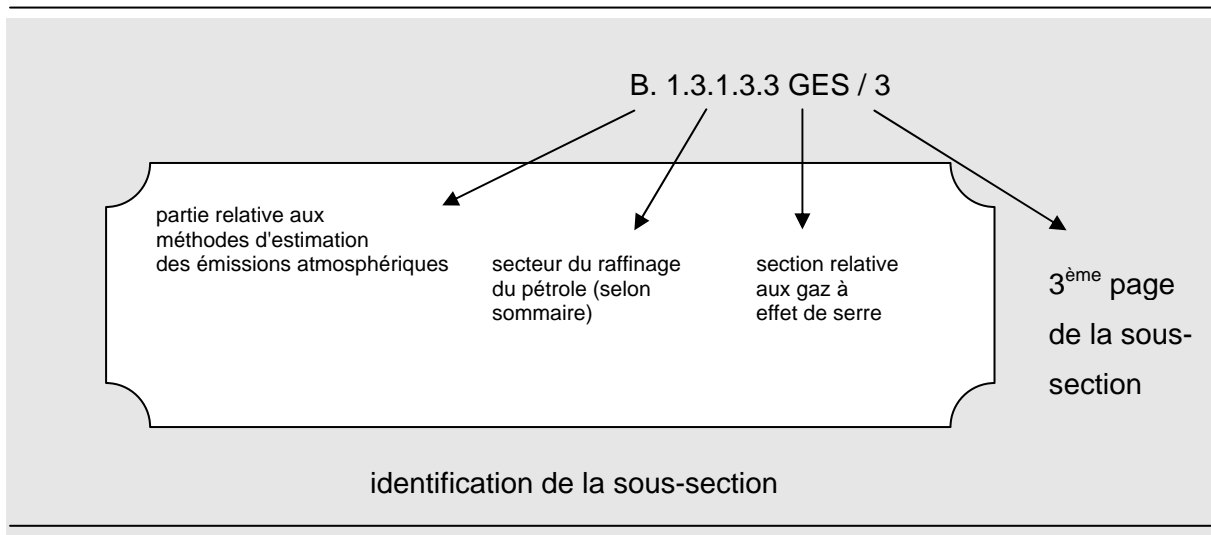 B. 1.3.1.3.3 GES / 3
partie relative aux
méthodes d'estimation
des émissions atmosphériques
secteur du raffinage
du pétrole (selon
sommaire)
section relative
aux gaz à
effet de serre
3ème page
de la sous-
section
identification de la sous-section